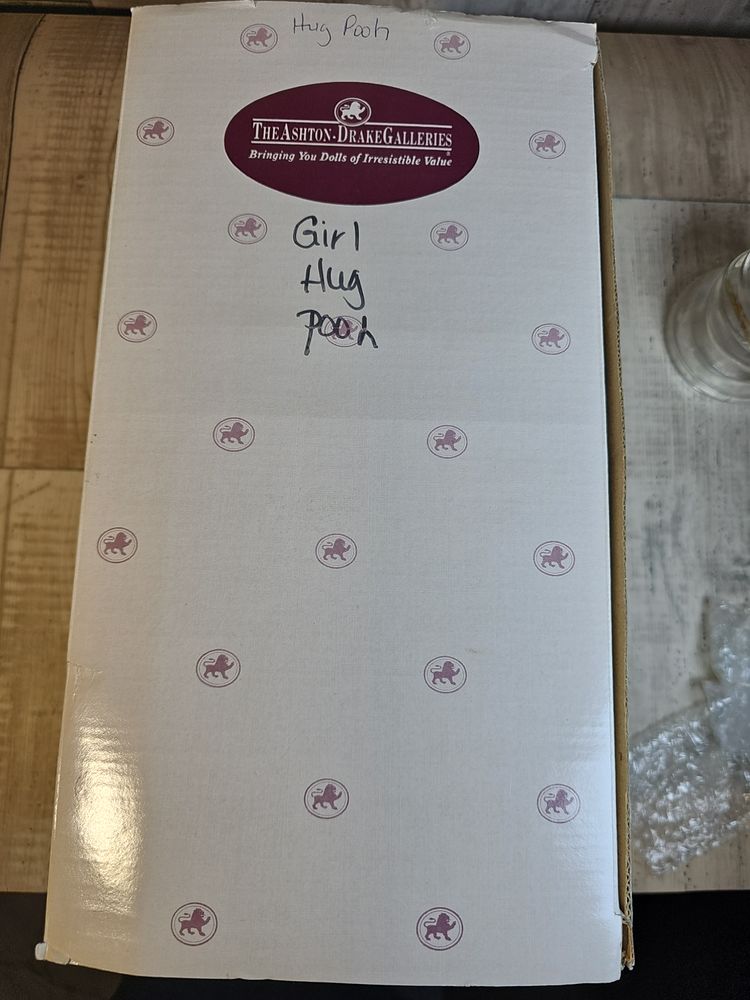 Hug Pooh
THE ASHTON-DRAKE GALLERIES
®
Bringing You Dolls of Irresistible Value
Girl
Hug
Pooh